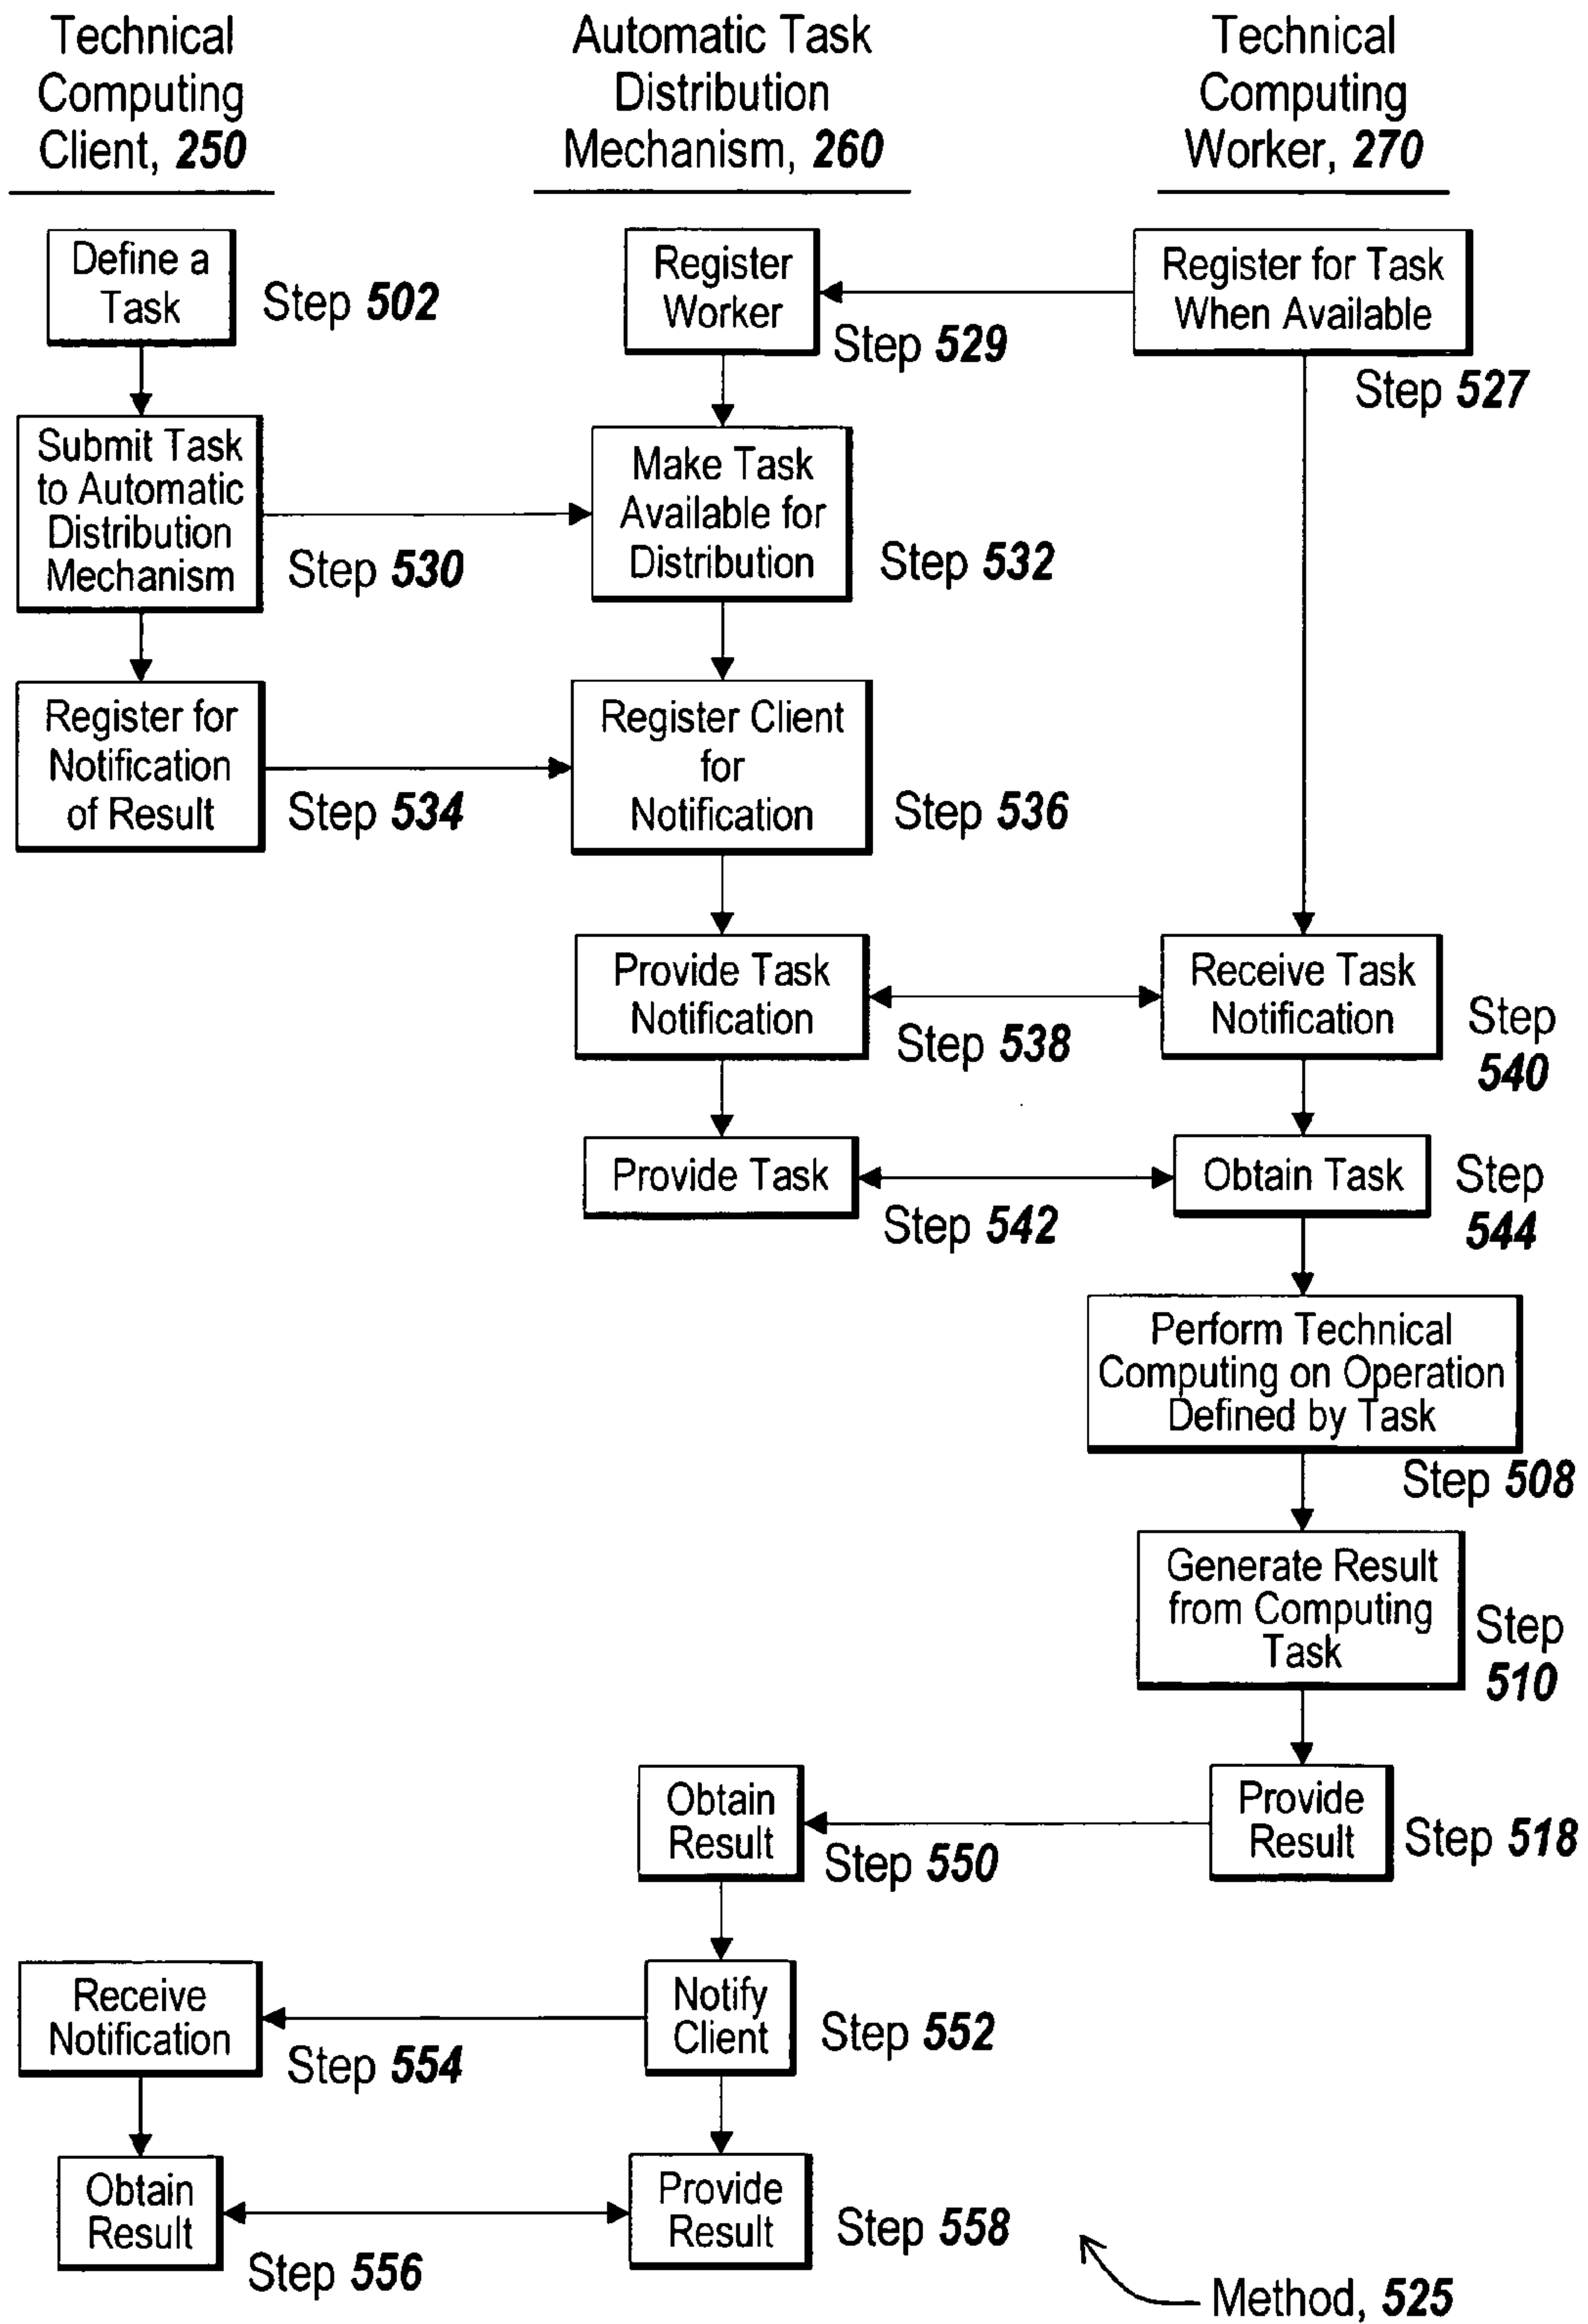 Technical
Computing
Client, 250
Automatic Task
Distribution
Mechanism, 260
Technical
Computing
Worker, 270
Define a
Task
Step 502
Register
Worker
Step 529
Register for Task
When Available
Step 527
Submit Task
to Automatic
Distribution
Mechanism
Step 530
Make Task
Available for
Distribution
Step 532
Register for
Notification
of Result
Step 534
Register Client
for
Notification
Step 536
Provide Task
Notification
Step 538
Receive Task
Notification
Step
540
Provide Task
Step 542
Obtain Task
Step
544
Perform Technical
Computing on Operation
Defined by Task
Step 508
Generate Result
from Computing
Task
Step
510
Obtain
Result
Step 550
Provide
Result
Step 518
Receive
Notification
Step 554
Notify
Client
Step 552
Obtain
Result
Step 556
Provide
Result
Step 558
Method, 525